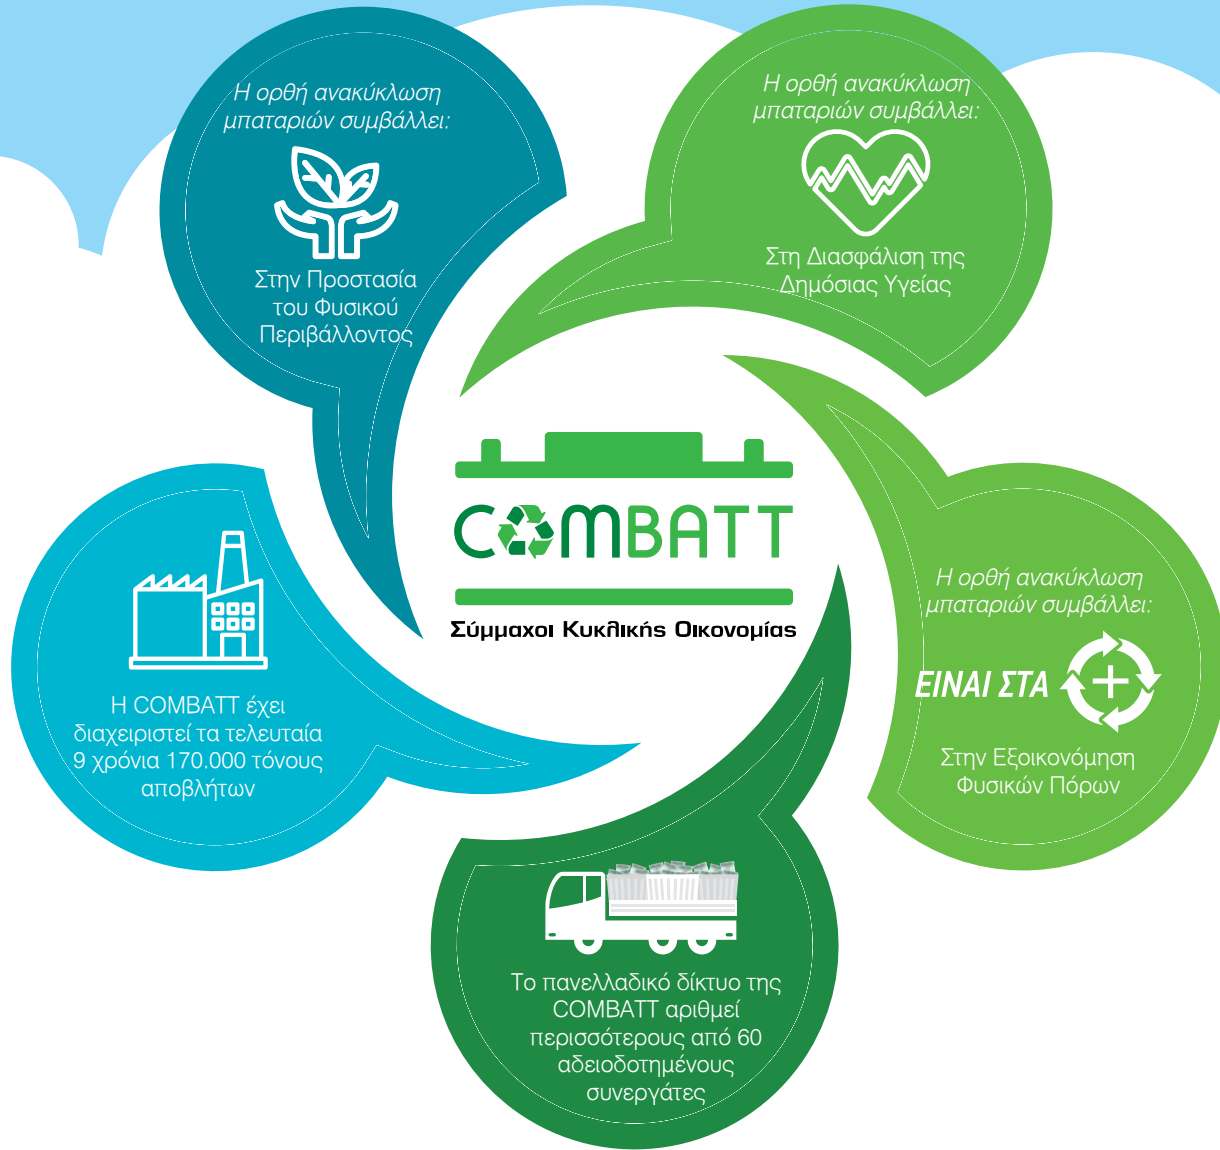 Η ορθή ανακύκλωση
μπαταριών συμβάλλει:
Στην Προστασία
του Φυσικού
Περιβάλλοντος
Η ορθή ανακύκλωση
μπαταριών συμβάλλει:
Στη Διασφάλιση της
Δημόσιας Υγείας
COMBATT
Σύμμαχοι Κυκλικής Οικονομίας
Η ορθή ανακύκλωση
μπαταριών συμβάλλει:
ΕΙΝΑΙ ΣΤΑ +
Στην Εξοικονόμηση
Φυσικών Πόρων
Η COMBATT έχει
διαχειριστεί τα τελευταία
9 χρόνια 170.000 τόνους
αποβλήτων
Το πανελλαδικό δίκτυο της
COMBATT αριθμεί
περισσότερους από 60
αδειοδοτημένους
συνεργάτες